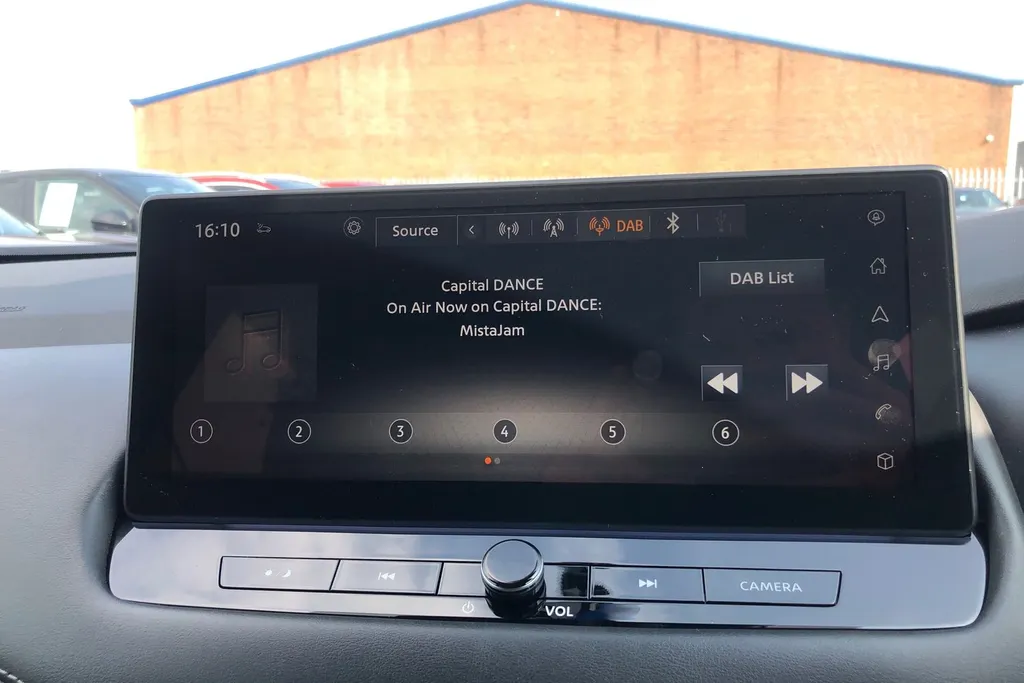 16:10
Source
DAB
Capital DANCE
On Air Now on Capital DANCE:
MistaJam
DAB List
1
2
3
4
5
6
CAMERA
VOL